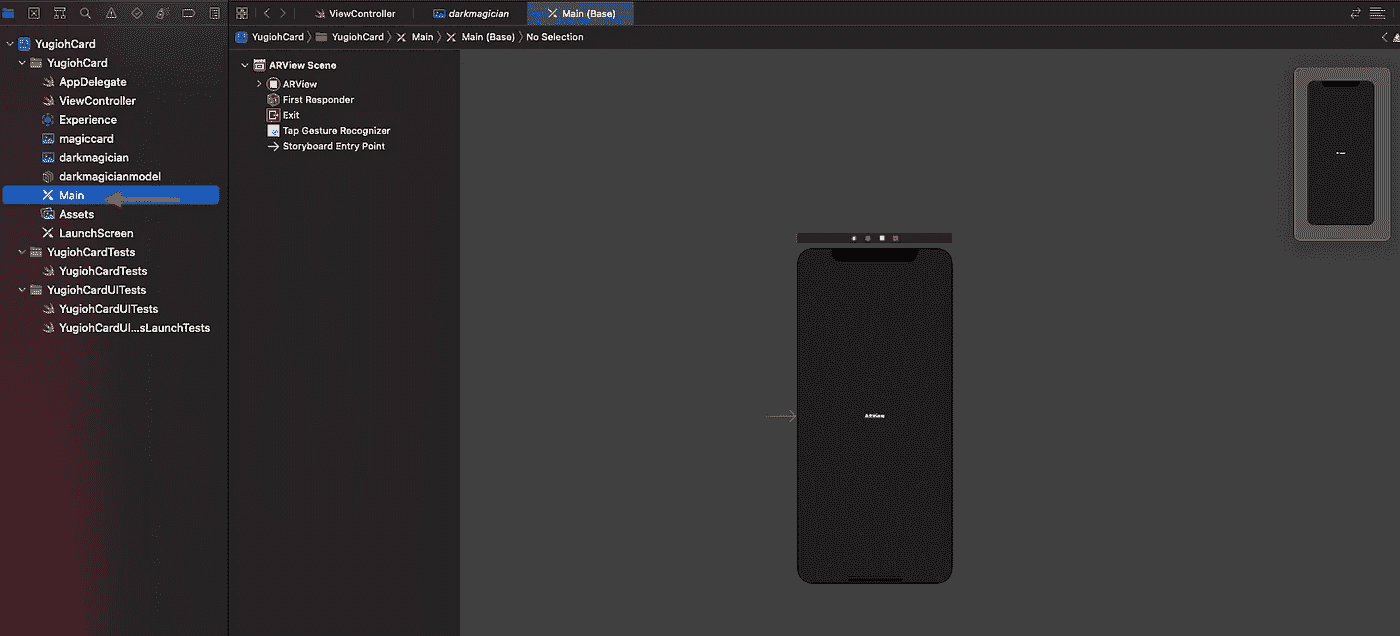 ViewController
darkmagician
Main (Base)
YugiohCard
YugiohCard
YugiohCard
Main
Main (Base)
No Selection
YugiohCard
AppDelegate
ViewController
Experience
magiccard
darkmagician
darkmagicianmodel
Main
Assets
LaunchScreen
YugiohCardTests
YugiohCardTests
YugiohCardUITests
YugiohCardUITests
YugiohCardUI...sLaunchTests
ARView Scene
ARView
First Responder
Exit
Tap Gesture Recognizer
Storyboard Entry Point
ARView